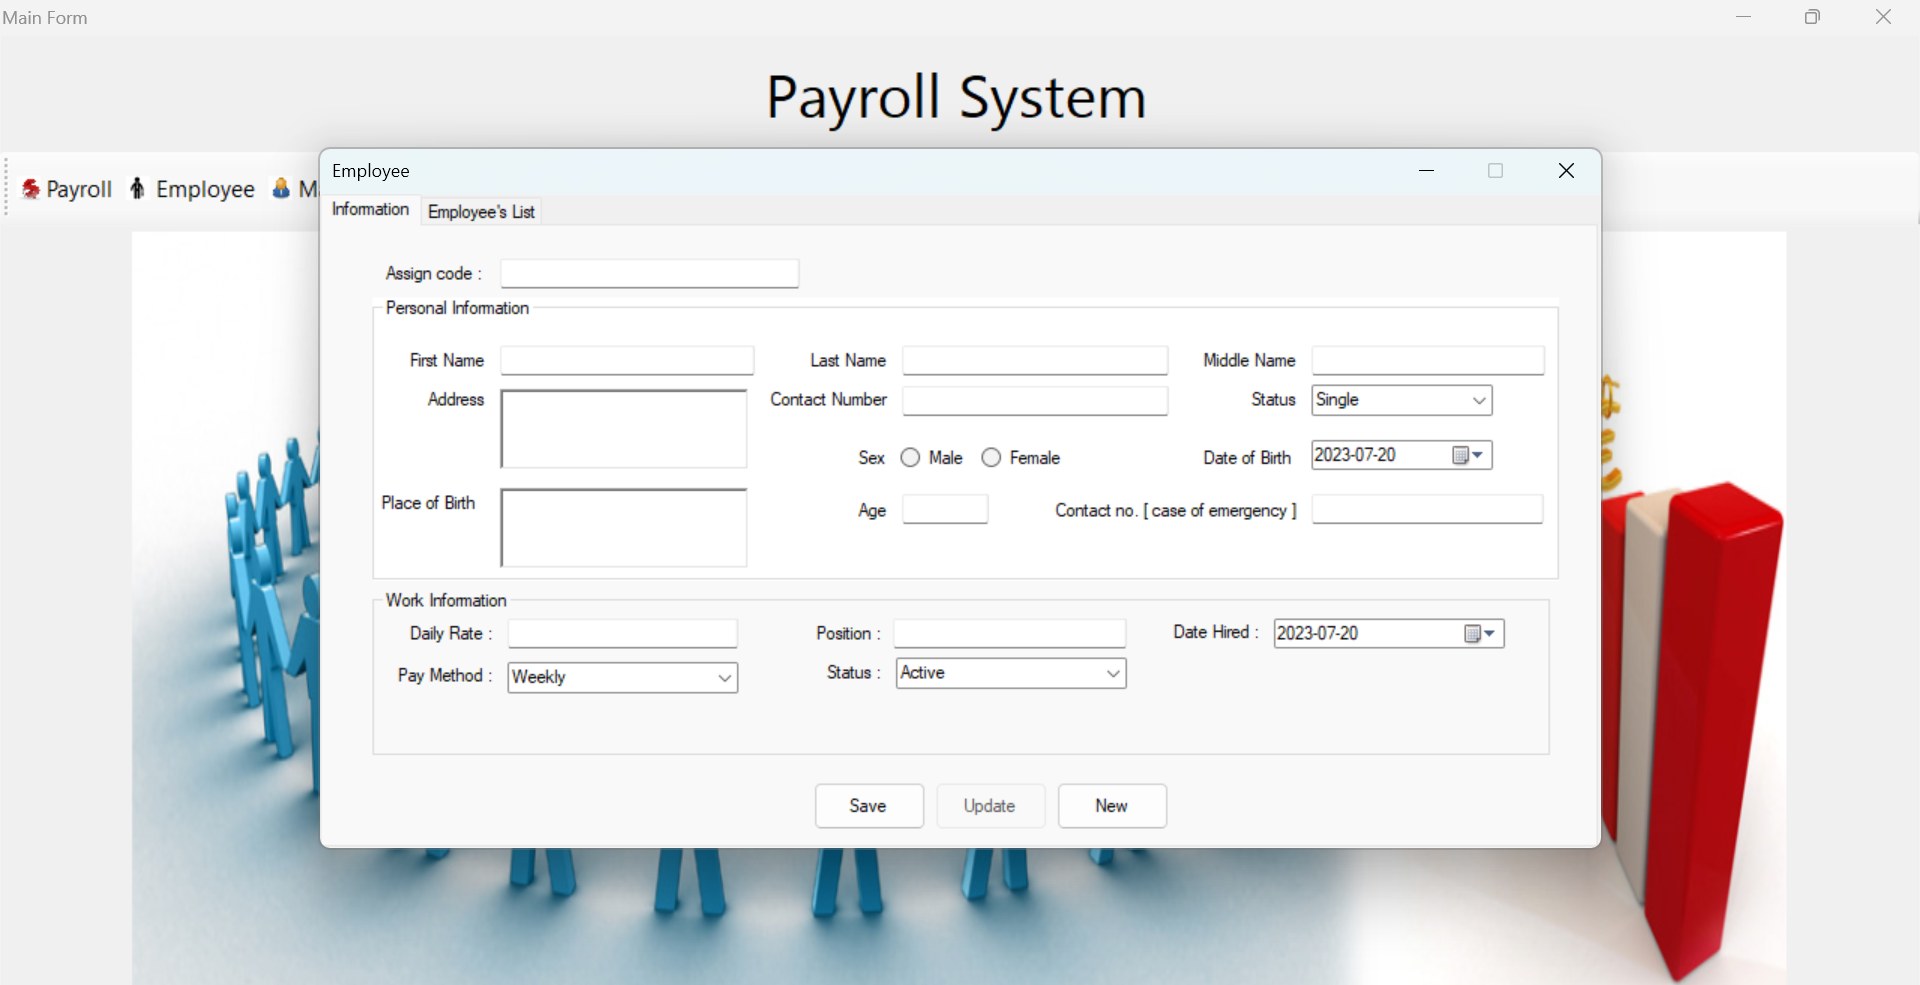 Main Form
Payroll System
Payroll Employee
Employee
Information Employee's List
Assign code :
Personal Information
First Name Last Name Middle Name
Address Contact Number Status Single
Sex Male Female Date of Birth 2023-07-20
Place of Birth Age Contact no. [ case of emergency ]
Work Information
Daily Rate : Position : Date Hired : 2023-07-20
Pay Method : Weekly Status : Active
Save Update New